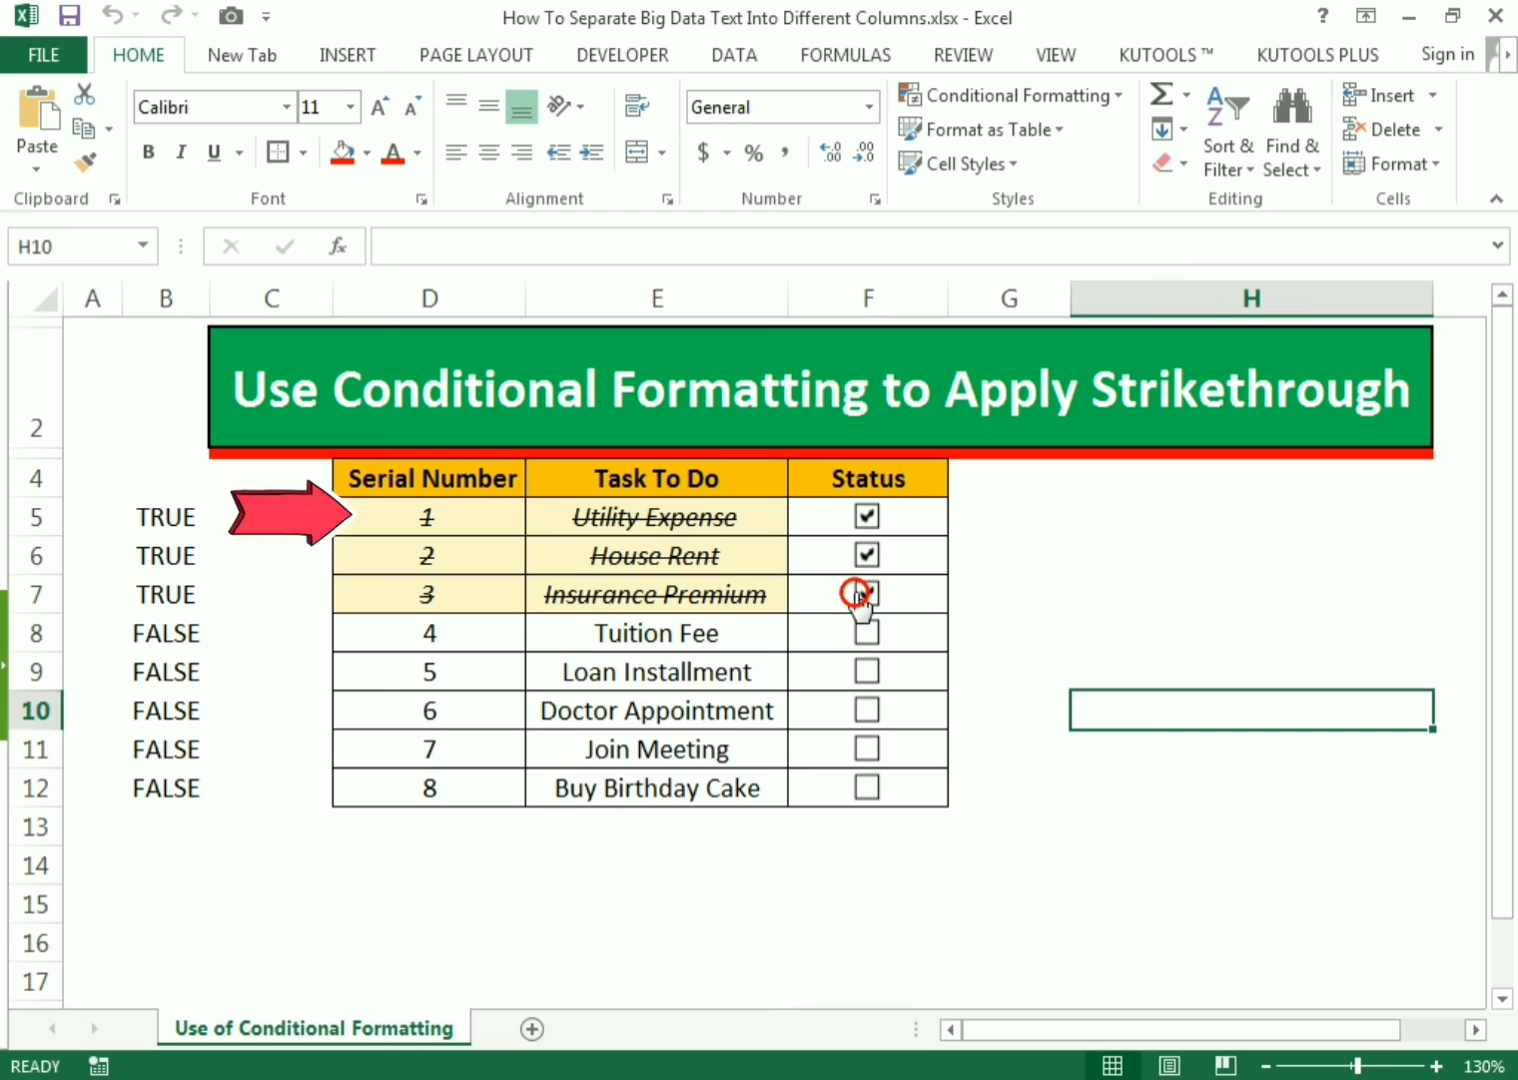 How To Separate Big Data Text Into Different Columns.xlsx - Excel
?
FILE HOME New Tab INSERT PAGE LAYOUT DEVELOPER DATA FORMULAS REVIEW VIEW KUTOOLS ™ KUTOOLS PLUS Sign in
Paste
Clipboard
Calibri 11
B I U
Font
Alignment
General
$ % ,
Number
Conditional Formatting
Format as Table
Cell Styles
Styles
Sort &
Filter
Find &
Select
Editing
Insert
Delete
Format
Cells
H10 fx
A B C D E F G H
2 Use Conditional Formatting to Apply Strikethrough
4 Serial Number Task To Do Status
5 TRUE 1 Utility Expense
6 TRUE 2 House Rent
7 TRUE 3 Insurance Premium
8 FALSE 4 Tuition Fee
9 FALSE 5 Loan Installment
10 FALSE 6 Doctor Appointment
11 FALSE 7 Join Meeting
12 FALSE 8 Buy Birthday Cake
13
14
15
16
17
Use of Conditional Formatting
READY 130%